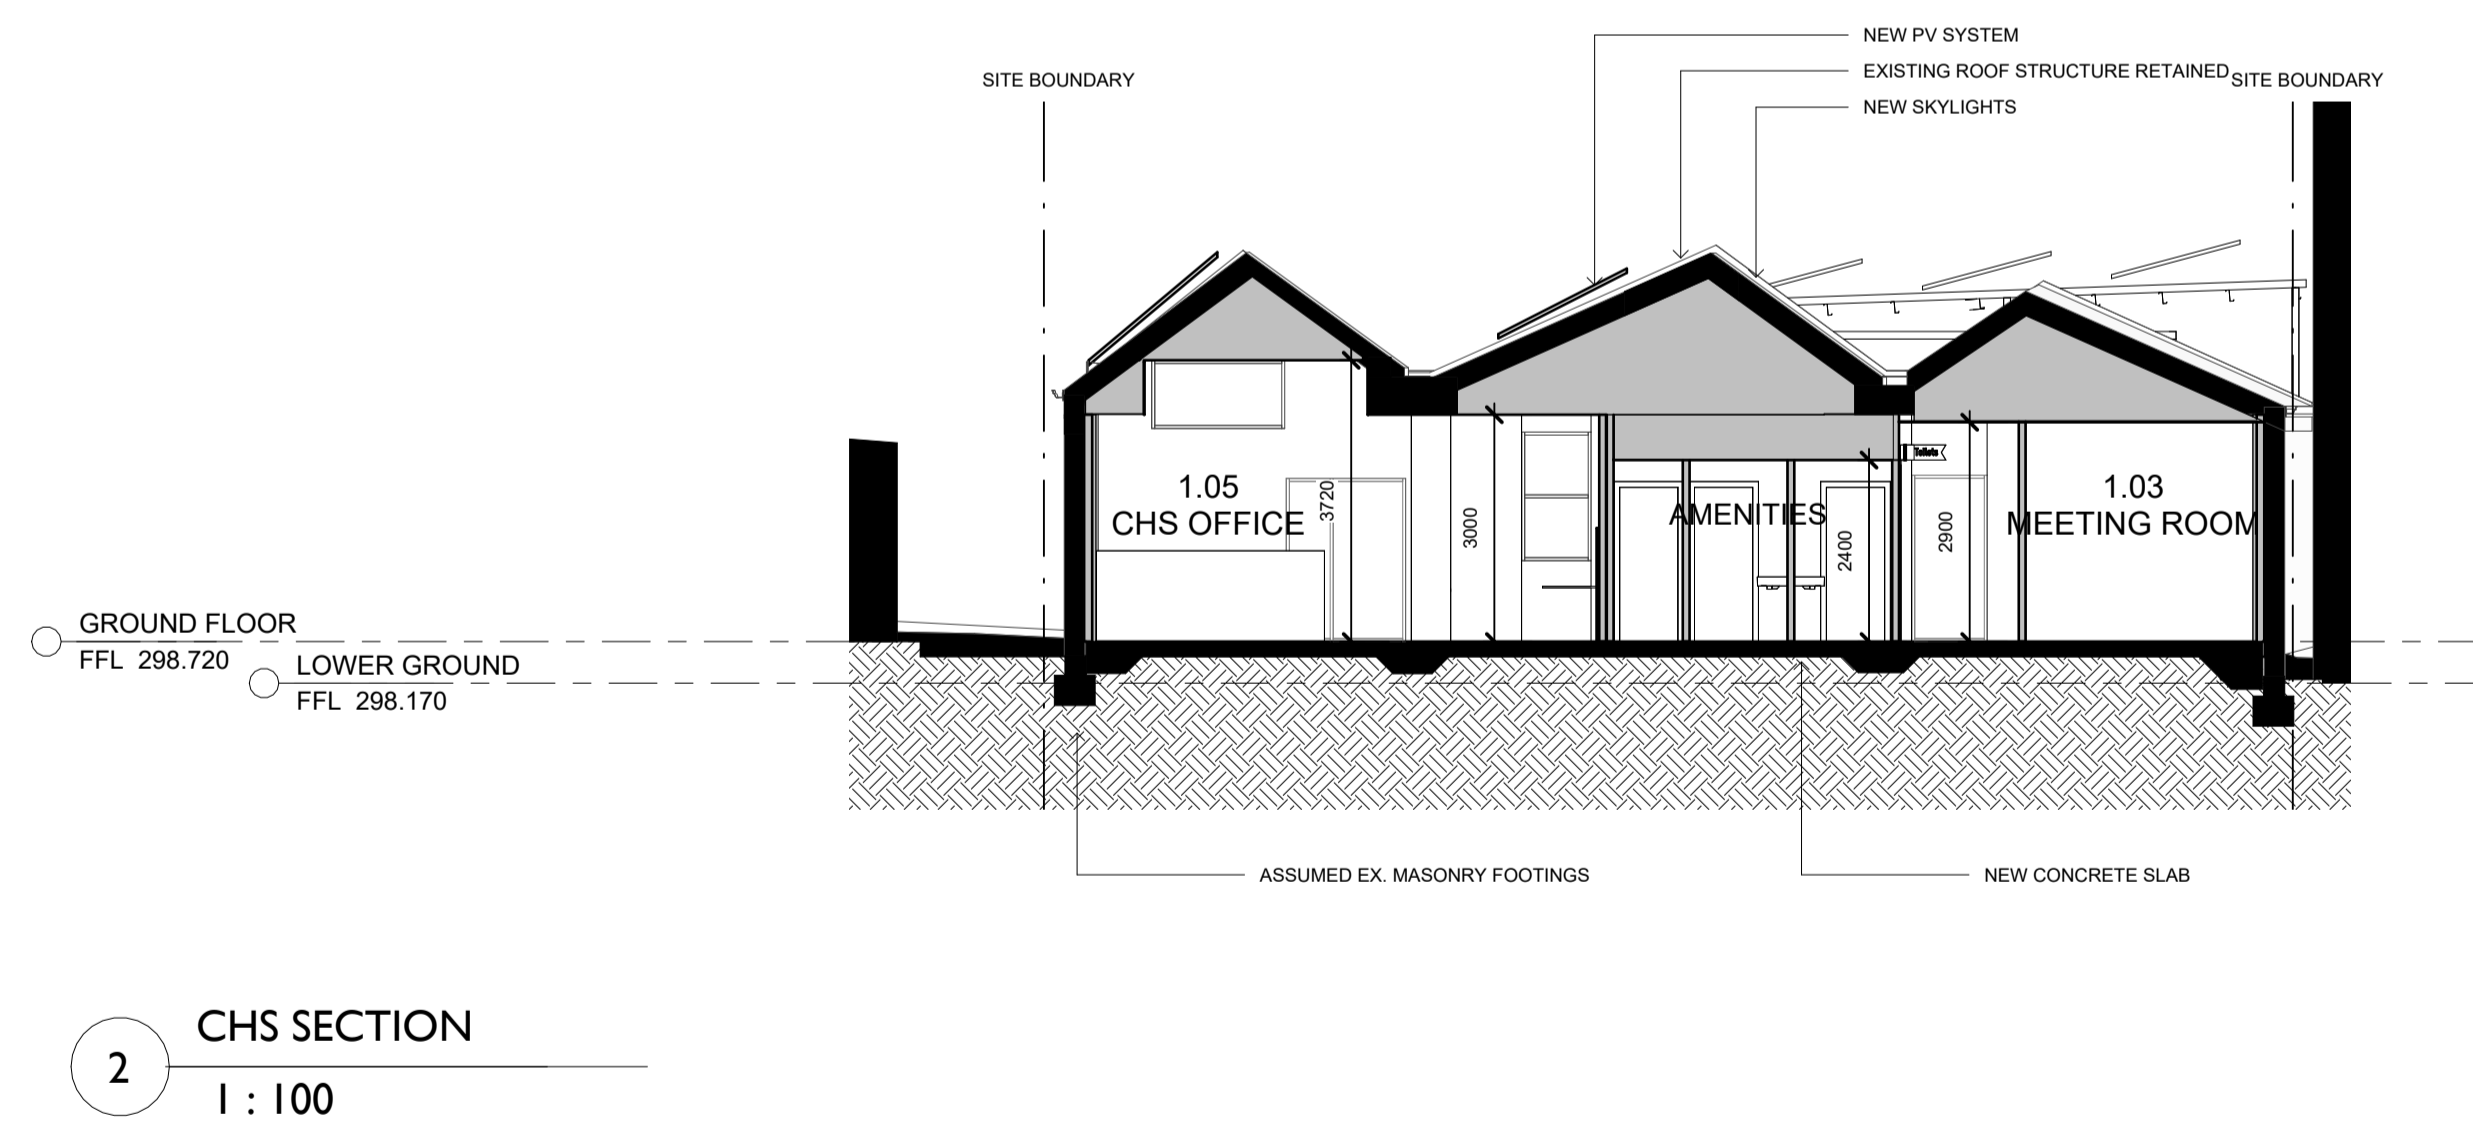 NEW PV SYSTEM
EXISTING ROOF STRUCTURE RETAINED
SITE BOUNDARY
SITE BOUNDARY
NEW SKYLIGHTS
Toilets
1.05
CHS OFFICE
3720
3000
AMENITIES
2400
2900
1.03
MEETING ROOM
GROUND FLOOR
FFL 298.720
LOWER GROUND
FFL 298.170
ASSUMED EX. MASONRY FOOTINGS
NEW CONCRETE SLAB
2
CHS SECTION
1 : 100